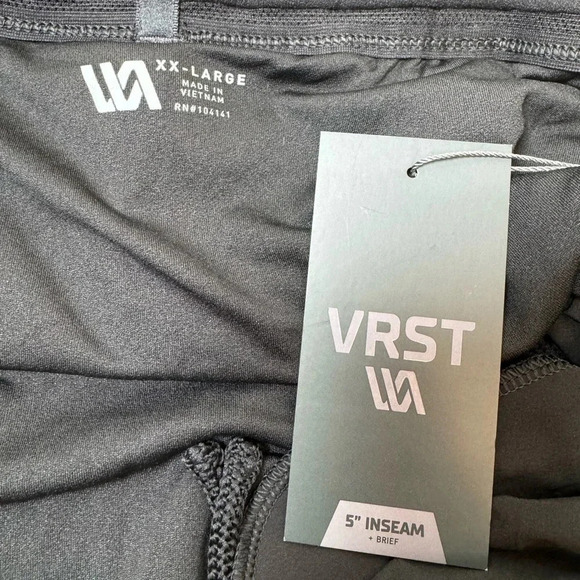 XX-LARGE
MADE IN
VIETNAM
RN#104141
VRST
5" INSEAM
+ BRIEF